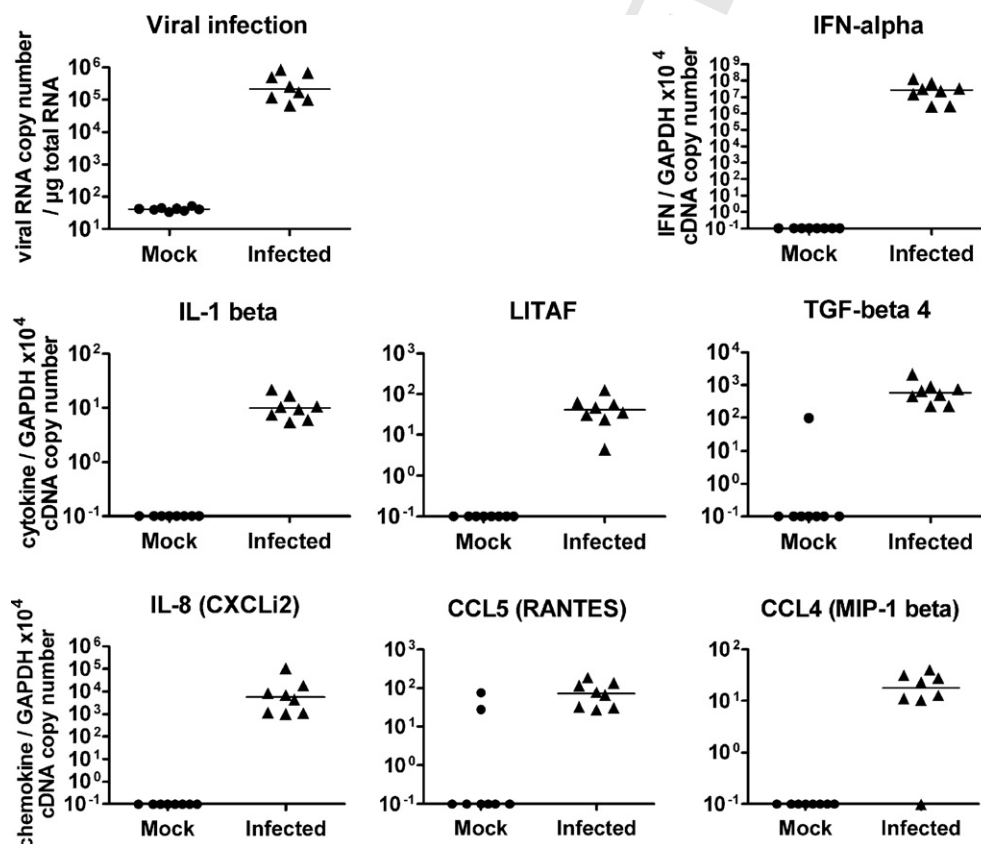 Viral infection
viral RNA copy number
/ µg total RNA
10⁶
10⁵
10⁴
10³
10²
10¹
Mock Infected
IFN-alpha
IFN / GAPDH x10⁴
cDNA copy number
10⁹
10⁸
10⁷
10⁶
10⁵
10⁴
10³
10²
10¹
10⁰
10⁻¹
Mock Infected
IL-1 beta
cytokine / GAPDH x10⁴
cDNA copy number
10²
10¹
10⁰
10⁻¹
Mock Infected
LITAF
10³
10²
10¹
10⁰
10⁻¹
Mock Infected
TGF-beta 4
10⁴
10³
10²
10¹
10⁰
10⁻¹
Mock Infected
IL-8 (CXCLi2)
chemokine / GAPDH x10⁴
cDNA copy number
10⁶
10⁵
10⁴
10³
10²
10¹
10⁰
10⁻¹
Mock Infected
CCL5 (RANTES)
10³
10²
10¹
10⁰
10⁻¹
Mock Infected
CCL4 (MIP-1 beta)
10²
10¹
10⁰
10⁻¹
Mock Infected